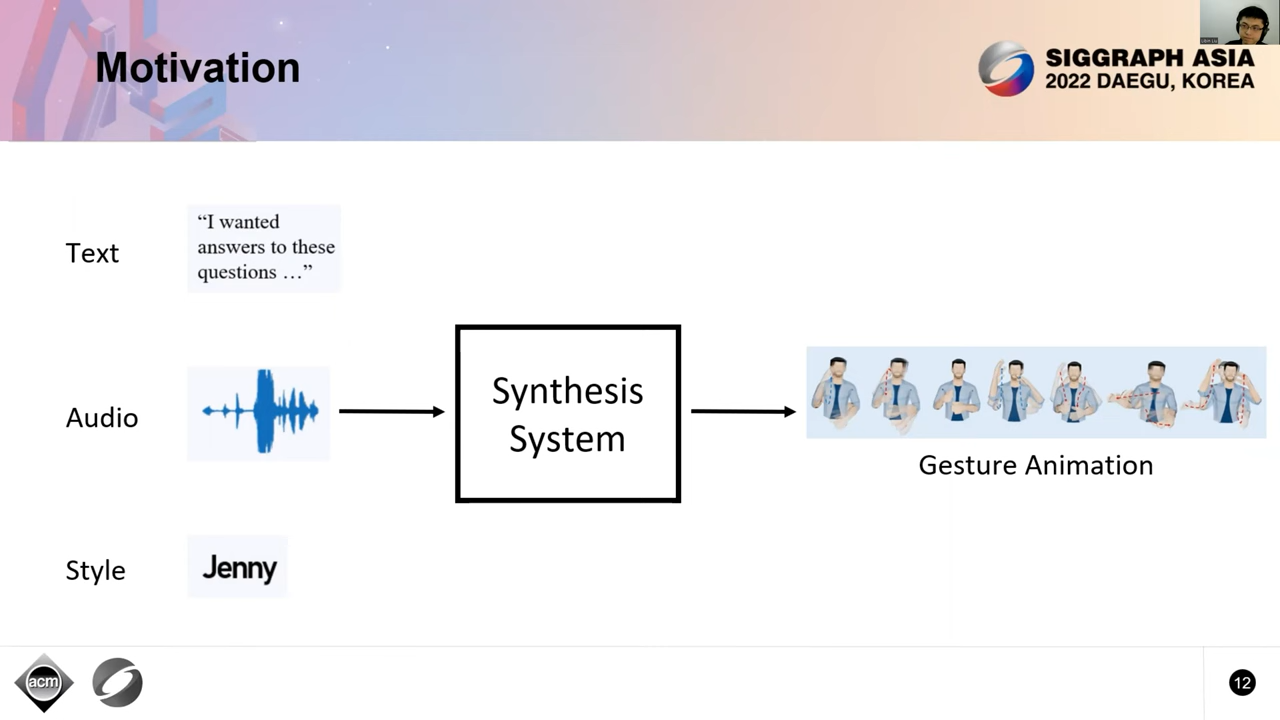 Motivation
SIGGRAPH ASIA
2022 DAEGU, KOREA
Text
“I wanted
answers to these
questions …”
Audio
Synthesis
System
Gesture Animation
Style
Jenny
acm
12